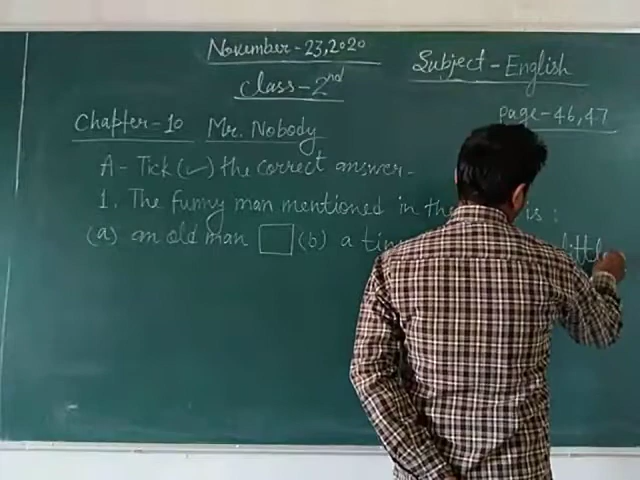 November-23,2020
Subject-English
Class-2nd
page-46,47
Chapter-10 Mr. Nobody
A- Tick (✓) the correct answer-
1. The funny man mentioned in the is :
(a) an old man (b) a